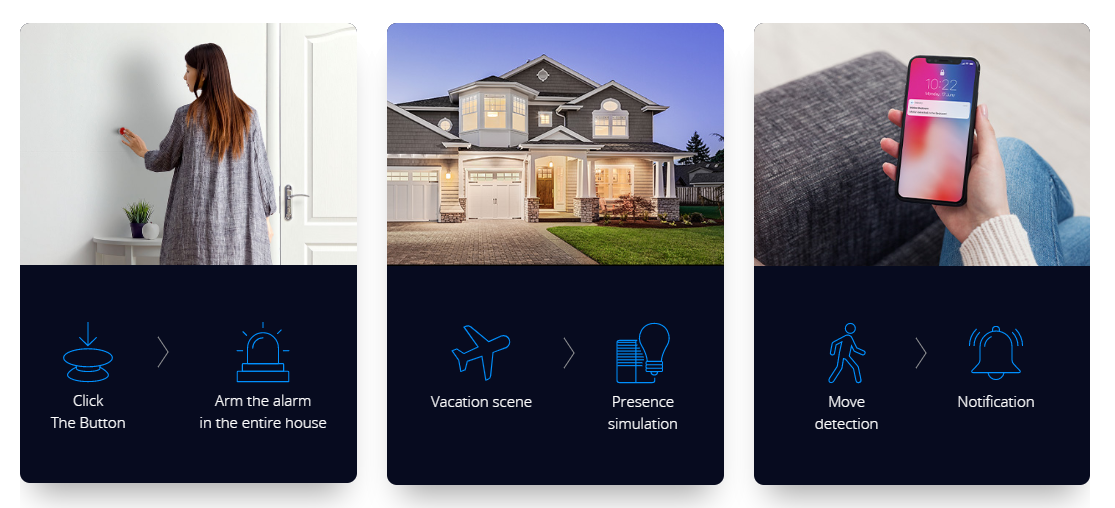 10:22
Click
The Button
Arm the alarm
in the entire house
Vacation scene
Presence
simulation
Move
detection
Notification